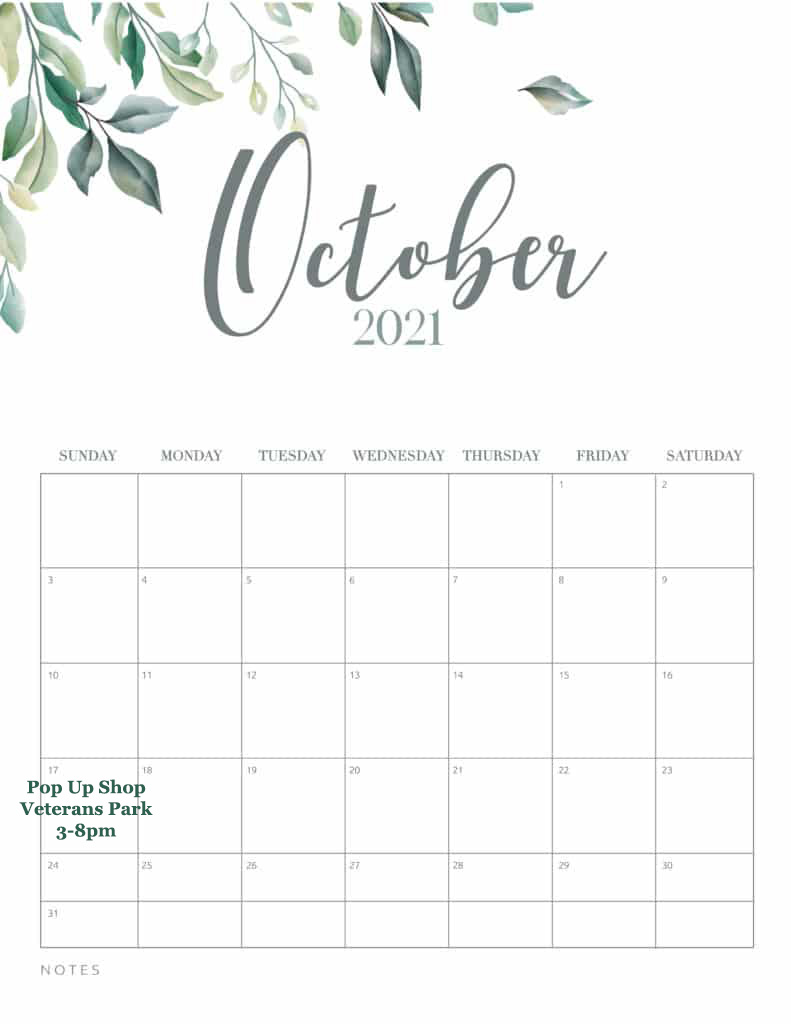 October
2021
SUNDAY MONDAY TUESDAY WEDNESDAY THURSDAY FRIDAY SATURDAY
1 2
3 4 5 6 7 8 9
10 11 12 13 14 15 16
17 18 19 20 21 22 23
Pop Up Shop
Veterans Park
3-8pm
24 25 26 27 28 29 30
31
NOTES